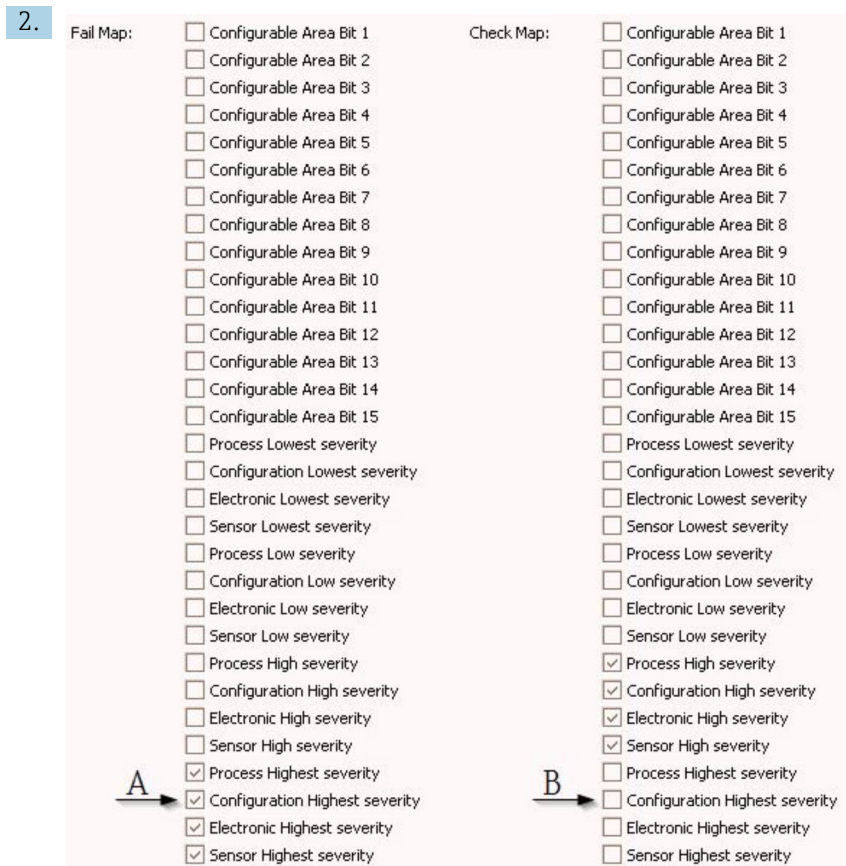 2.
Fail Map: Configurable Area Bit 1 Check Map: Configurable Area Bit 1
Configurable Area Bit 2 Configurable Area Bit 2
Configurable Area Bit 3 Configurable Area Bit 3
Configurable Area Bit 4 Configurable Area Bit 4
Configurable Area Bit 5 Configurable Area Bit 5
Configurable Area Bit 6 Configurable Area Bit 6
Configurable Area Bit 7 Configurable Area Bit 7
Configurable Area Bit 8 Configurable Area Bit 8
Configurable Area Bit 9 Configurable Area Bit 9
Configurable Area Bit 10 Configurable Area Bit 10
Configurable Area Bit 11 Configurable Area Bit 11
Configurable Area Bit 12 Configurable Area Bit 12
Configurable Area Bit 13 Configurable Area Bit 13
Configurable Area Bit 14 Configurable Area Bit 14
Configurable Area Bit 15 Configurable Area Bit 15
Process Lowest severity Process Lowest severity
Configuration Lowest severity Configuration Lowest severity
Electronic Lowest severity Electronic Lowest severity
Sensor Lowest severity Sensor Lowest severity
Process Low severity Process Low severity
Configuration Low severity Configuration Low severity
Electronic Low severity Electronic Low severity
Sensor Low severity Sensor Low severity
Process High severity Process High severity
Configuration High severity Configuration High severity
Electronic High severity Electronic High severity
Sensor High severity Sensor High severity
Process Highest severity Process Highest severity
A Configuration Highest severity B Configuration Highest severity
Electronic Highest severity Electronic Highest severity
Sensor Highest severity Sensor Highest severity